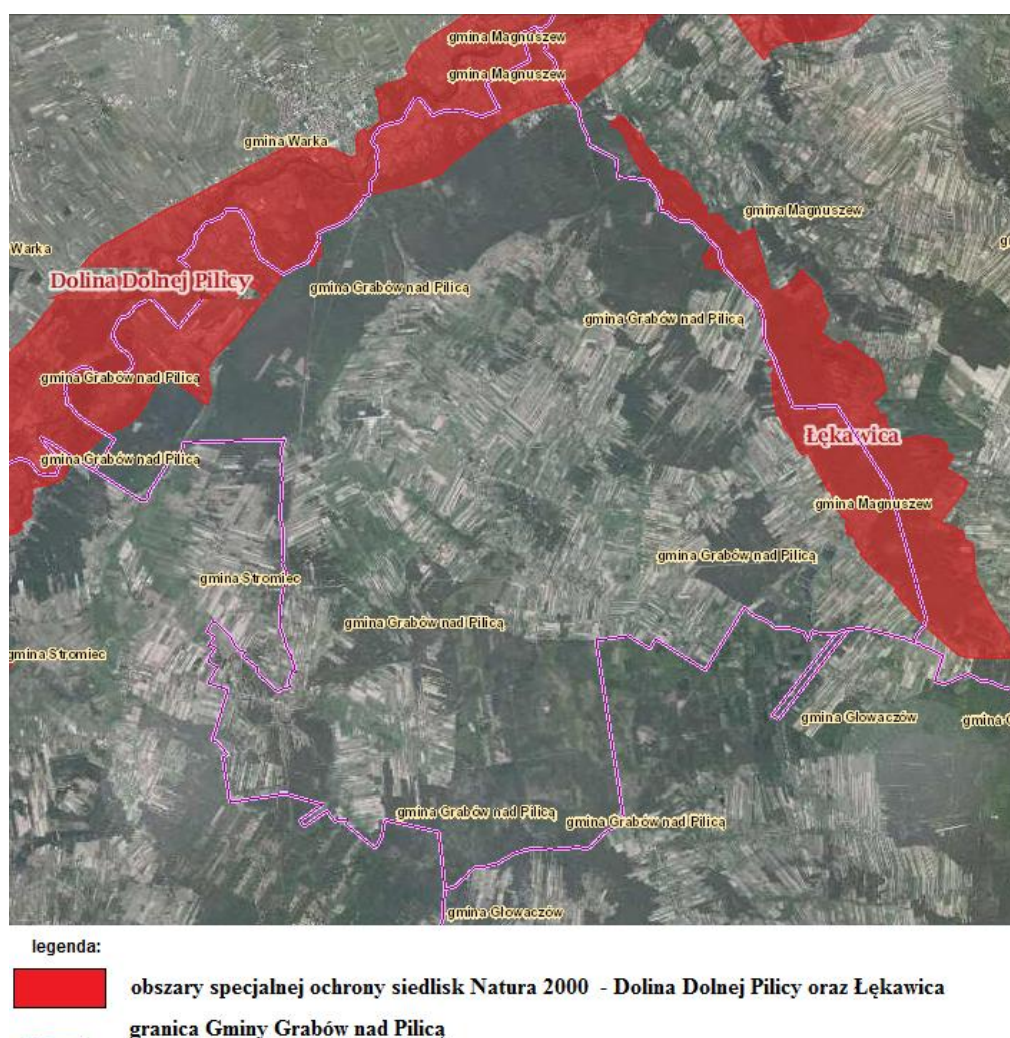 gmina Magnuszew
gmina Magnuszew
gmina Warka
gmina Magnuszew
Warka
Dolina Dolnej Pilicy
gmina Grabów nad Pilicą
gmina Grabów nad Pilicą
gmina Grabów nad Pilicą
Łękawica
gmina Grabów nad Pilicą
gmina Magnuszew
gmina Grabów nad Pilicą
gmina Stromiec
gmina Grabów nad Pilicą
gmina Stromiec
gmina Głowaczów
gmina Grabów nad Pilicą
gmina Grabów nad Pilicą
gmina Głowaczów
legenda:
obszary specjalnej ochrony siedlisk Natura 2000 - Dolina Dolnej Pilicy oraz Łękawica
granica Gminy Grabów nad Pilicą